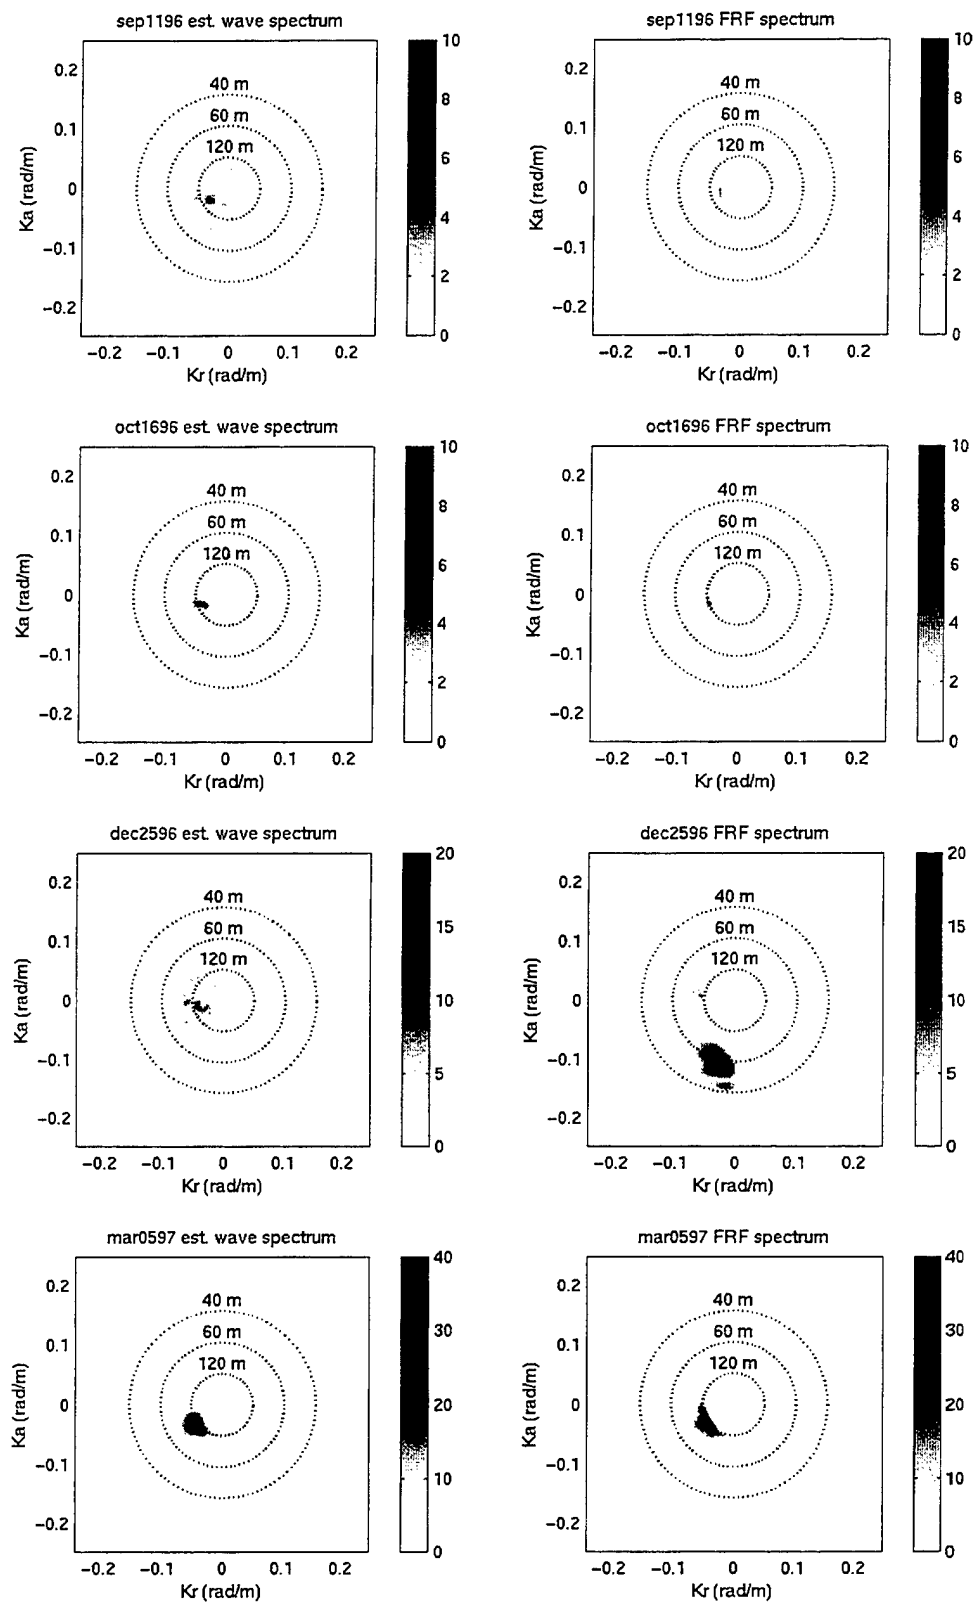 sep1196 est. wave spectrum
0.2
0.1
0
-0.1
-0.2
Ka (rad/m)
40 m
60 m
120 m
-0.2 0 0.1 0.2
Kr (rad/m)
10
8
6
4
2
0
sep1196 FRF spectrum
0.2
0.1
0
-0.1
-0.2
Ka (rad/m)
40 m
60 m
120 m
-0.2 0 0.1 0.2
Kr (rad/m)
10
8
6
4
2
0
oct1696 est. wave spectrum
0.2
0.1
0
-0.1
-0.2
Ka (rad/m)
40 m
60 m
120 m
-0.2 -0.1 0 0.1 0.2
Kr (rad/m)
10
8
6
4
2
0
oct1696 FRF spectrum
0.2
0.1
0
-0.1
-0.2
Ka (rad/m)
40 m
60 m
120 m
-0.2 -0.1 0 0.1 0.2
Kr (rad/m)
10
8
6
4
2
0
dec2596 est. wave spectrum
0.2
0.1
0
-0.1
-0.2
Ka (rad/m)
40 m
60 m
120 m
-0.2 -0.1 0 0.1 0.2
Kr (rad/m)
20
15
10
5
0
dec2596 FRF spectrum
0.2
0.1
0
-0.1
-0.2
Ka (rad/m)
40 m
60 m
120 m
-0.2 -0.1 0 0.1 0.2
Kr (rad/m)
20
15
10
5
0
mar0597 est. wave spectrum
0.2
0.1
0
-0.1
-0.2
Ka (rad/m)
40 m
60 m
120 m
-0.2 -0.1 0 0.1 0.2
Kr (rad/m)
40
30
20
10
0
mar0597 FRF spectrum
0.2
0.1
0
-0.1
-0.2
Ka (rad/m)
40 m
60 m
120 m
-0.2 -0.1 0 0.1 0.2
Kr (rad/m)
40
30
20
10
0